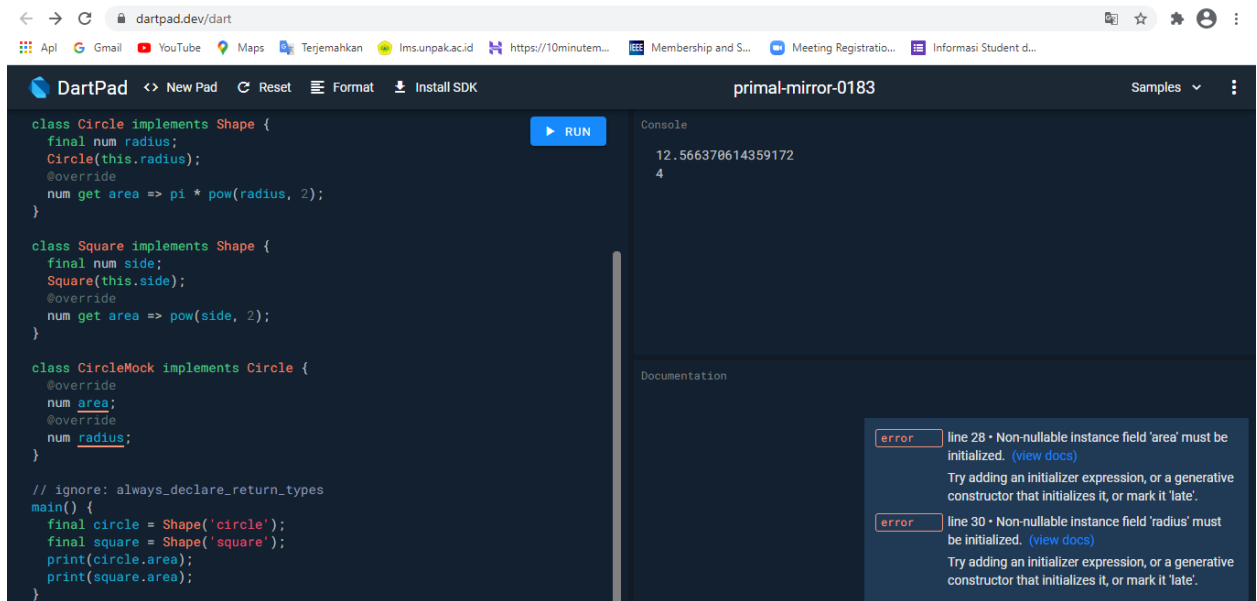 dartpad.dev/dart
Apl Gmail YouTube Maps Terjemahkan lms.unpak.ac.id https://10minutem... IEEE Membership and S... Meeting Registratio... Informasi Student d...
DartPad <> New Pad Reset Format Install SDK primal-mirror-0183 Samples
class Circle implements Shape {
final num radius;
Circle(this.radius);
@override
num get area => pi * pow(radius, 2);
}
class Square implements Shape {
final num side;
Square(this.side);
@override
num get area => pow(side, 2);
}
class CircleMock implements Circle {
@override
num area;
@override
num radius;
}
// ignore: always_declare_return_types
main() {
final circle = Shape('circle');
final square = Shape('square');
print(circle.area);
print(square.area);
}
RUN
Console
12.566370614359172
4
Documentation
error line 28 • Non-nullable instance field 'area' must be
initialized. (view docs)
Try adding an initializer expression, or a generative
constructor that initializes it, or mark it 'late'.
error line 30 • Non-nullable instance field 'radius' must
be initialized. (view docs)
Try adding an initializer expression, or a generative
constructor that initializes it, or mark it 'late'.